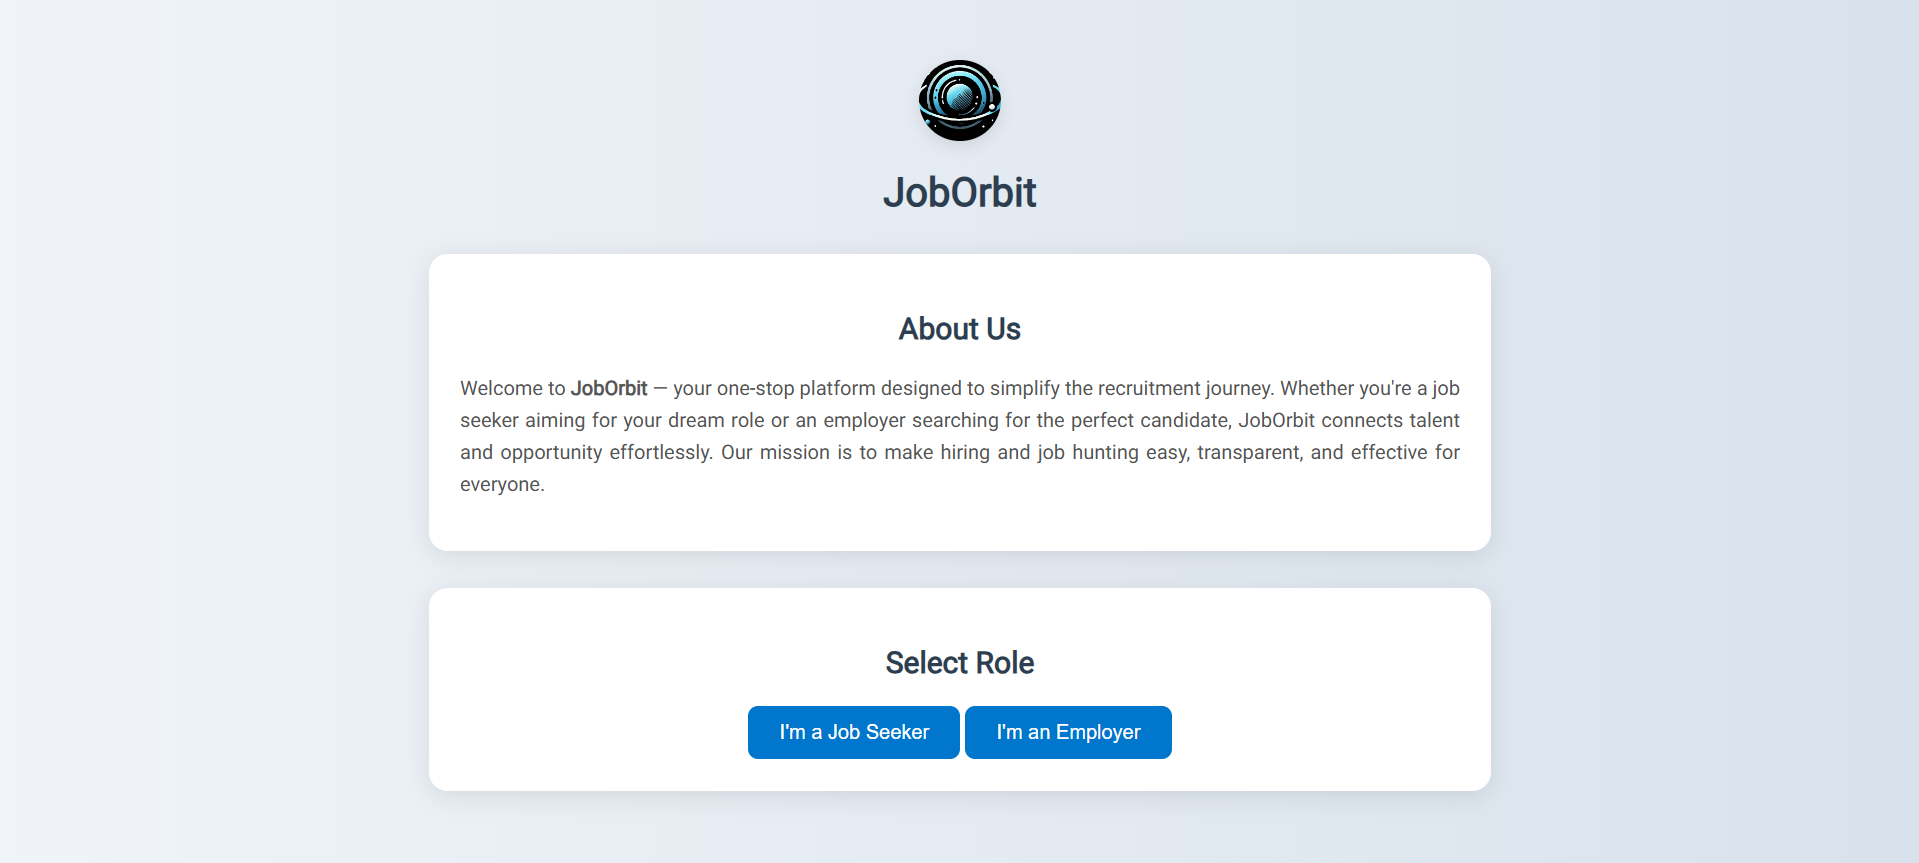 JobOrbit
About Us
Welcome to JobOrbit — your one-stop platform designed to simplify the recruitment journey. Whether you're a job
seeker aiming for your dream role or an employer searching for the perfect candidate, JobOrbit connects talent
and opportunity effortlessly. Our mission is to make hiring and job hunting easy, transparent, and effective for
everyone.
Select Role
I'm a Job Seeker
I'm an Employer